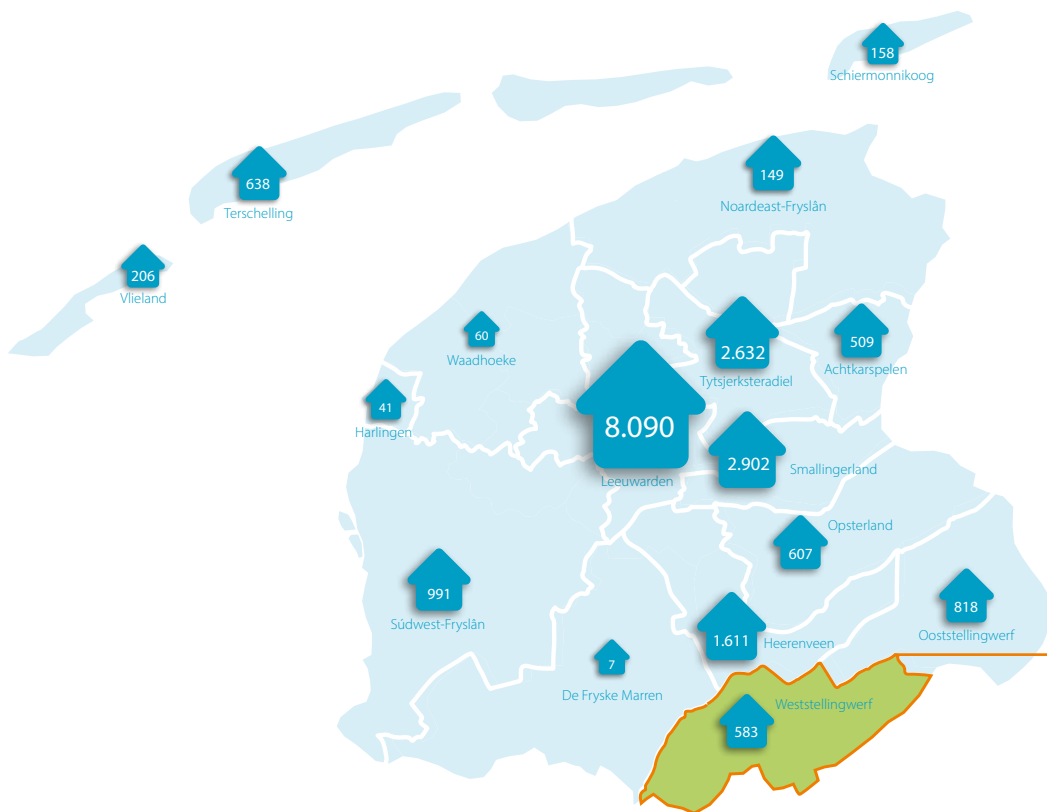 158
Schiermonnikoog
149
Noardeast-Fryslân
638
Terschelling
206
Vlieland
60
Waadhoeke
2.632
Tytsjerksteradiel
509
Achtkarspelen
41
Harlingen
8.090
Leeuwarden
2.902
Smallingerland
Opsterland
607
991
Súdwest-Fryslân
818
Ooststellingwerf
1.611
Heerenveen
7
De Fryske Marren
Weststellingwerf
583